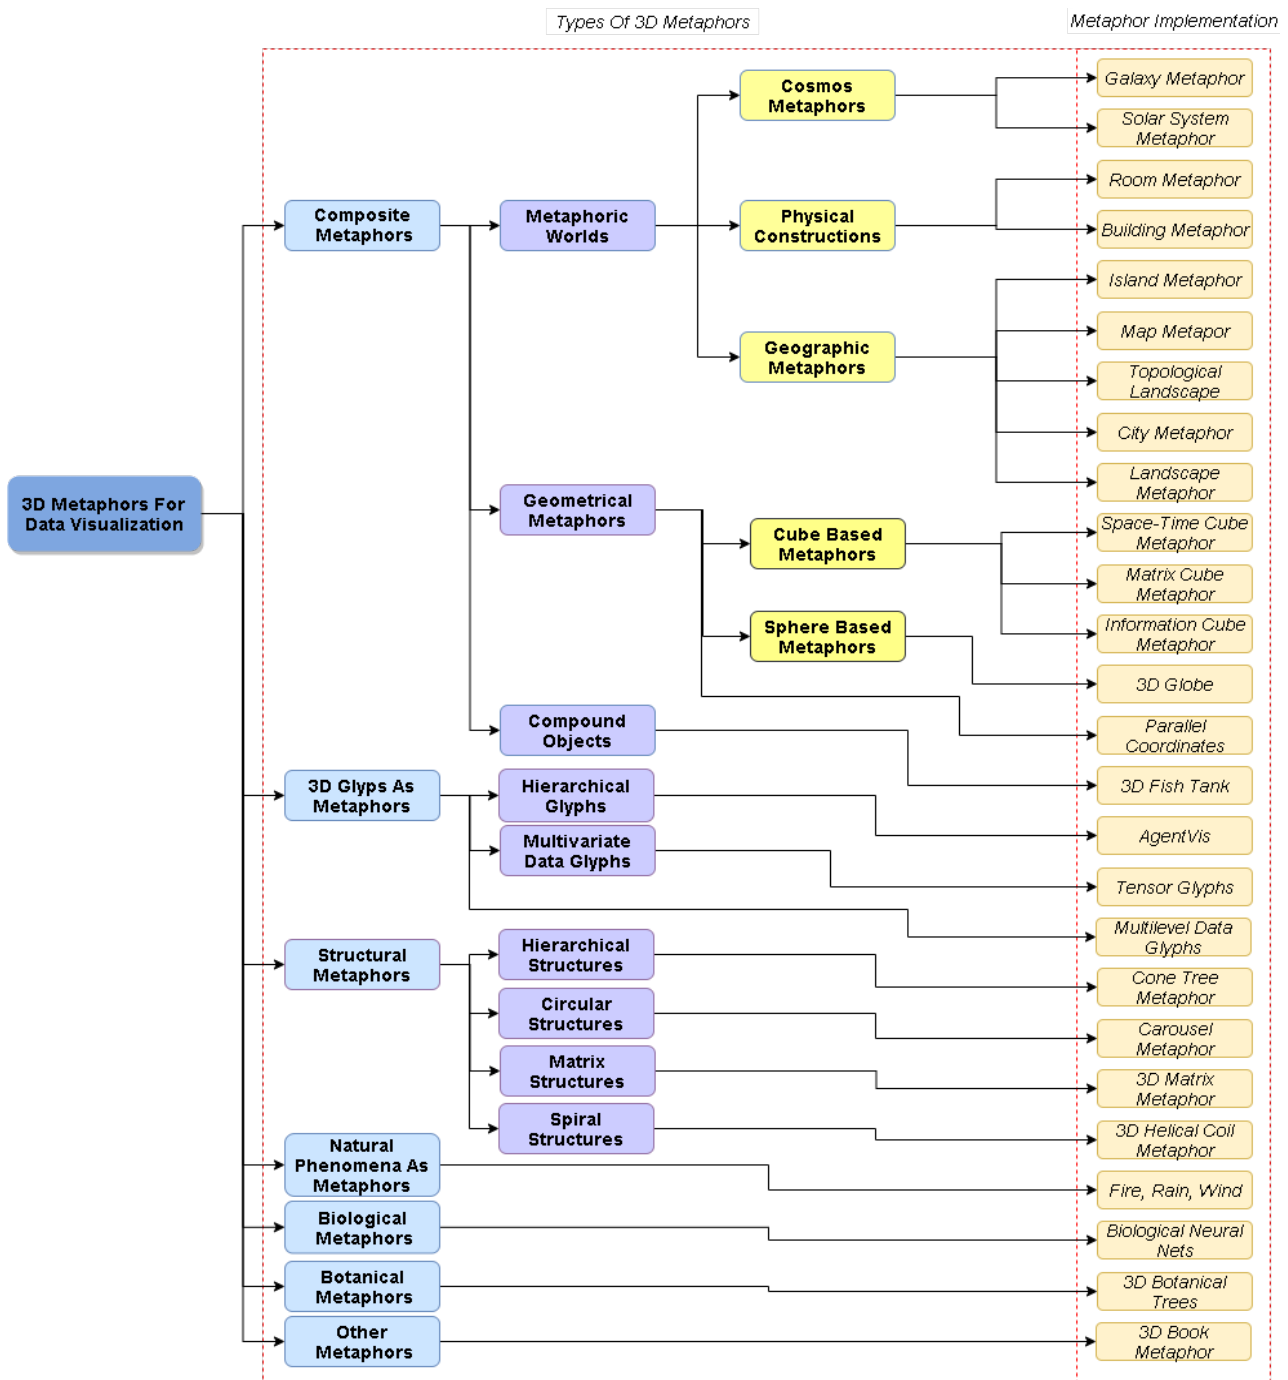 Types Of 3D Metaphors
Metaphor Implementation
3D Metaphors For
Data Visualization
Composite
Metaphors
Metaphoric
Worlds
Cosmos
Metaphors
Galaxy Metaphor
Solar System
Metaphor
Physical
Constructions
Room Metaphor
Building Metaphor
Geographic
Metaphors
Island Metaphor
Map Metapor
Topological
Landscape
City Metaphor
Landscape
Metaphor
Geometrical
Metaphors
Cube Based
Metaphors
Space-Time Cube
Metaphor
Matrix Cube
Metaphor
Information Cube
Metaphor
Sphere Based
Metaphors
3D Globe
Parallel
Coordinates
Compound
Objects
3D Fish Tank
3D Glyps As
Metaphors
Hierarchical
Glyphs
AgentVis
Multivariate
Data Glyphs
Tensor Glyphs
Multilevel Data
Glyphs
Structural
Metaphors
Hierarchical
Structures
Cone Tree
Metaphor
Circular
Structures
Carousel
Metaphor
Matrix
Structures
3D Matrix
Metaphor
Spiral
Structures
3D Helical Coil
Metaphor
Natural
Phenomena As
Metaphors
Fire, Rain, Wind
Biological
Metaphors
Biological Neural
Nets
Botanical
Metaphors
3D Botanical
Trees
Other
Metaphors
3D Book
Metaphor